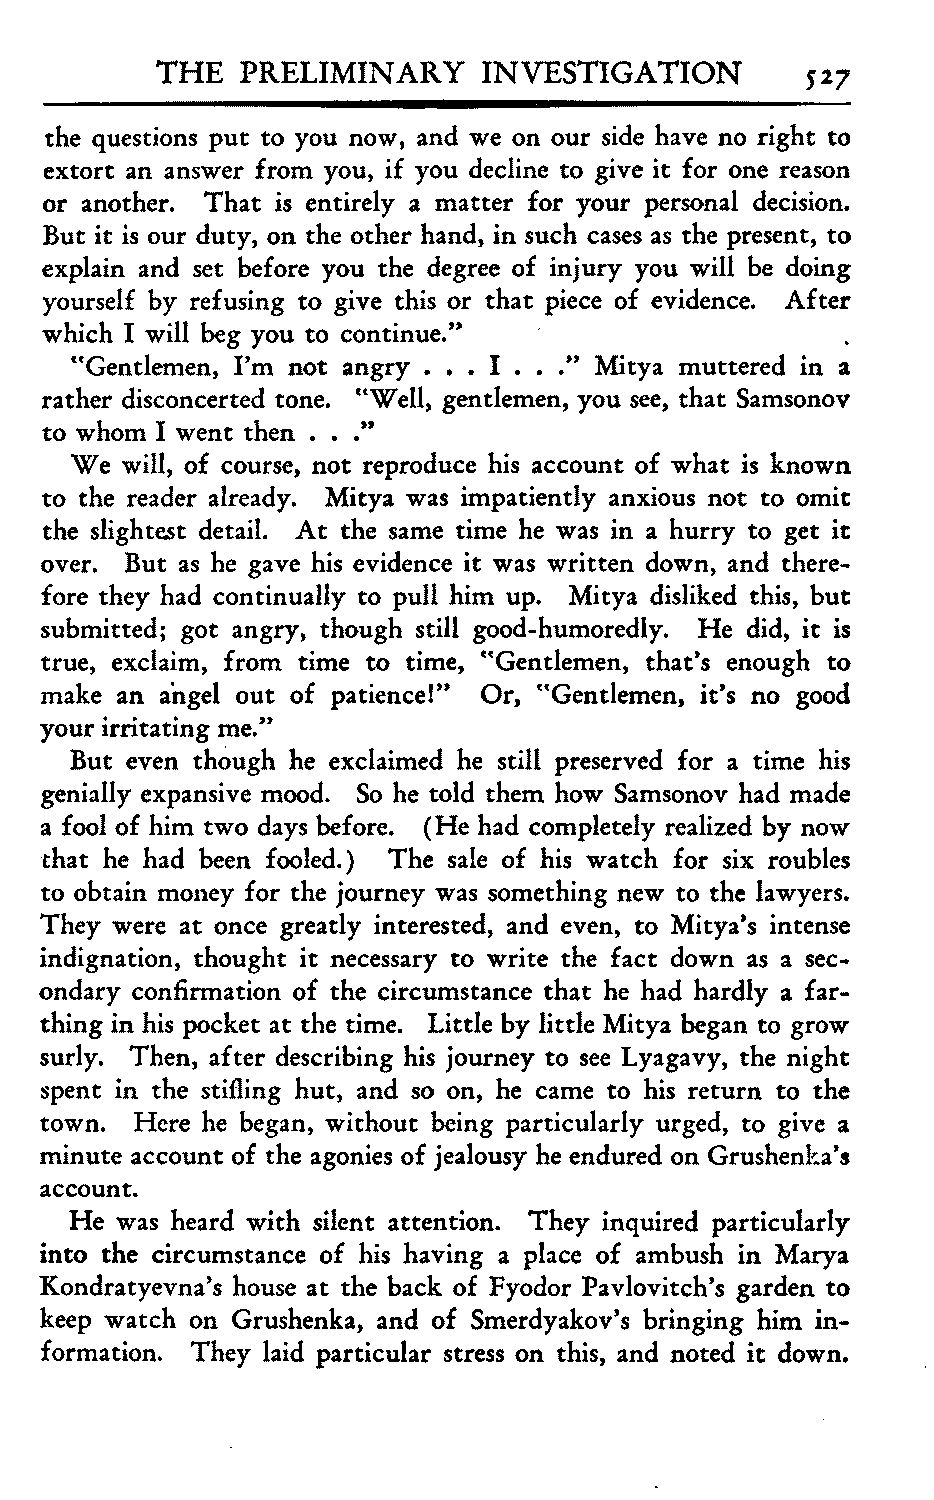 THE PRELIMINARY INVESTIGATION 527
the questions put to you now, and we on our side have no right to
extort an answer from you, if you decline to give it for one reason
or another. That is entirely a matter for your personal decision.
But it is our duty, on the other hand, in such cases as the present, to
explain and set before you the degree of injury you will be doing
yourself by refusing to give this or that piece of evidence. After
which I will beg you to continue."
"Gentlemen, I'm not angry . . . I . . ." Mitya muttered in a
rather disconcerted tone. "Well, gentlemen, you see, that Samsonov
to whom I went then . . ."
We will, of course, not reproduce his account of what is known
to the reader already. Mitya was impatiently anxious not to omit
the slightest detail. At the same time he was in a hurry to get it
over. But as he gave his evidence it was written down, and there-
fore they had continually to pull him up. Mitya disliked this, but
submitted; got angry, though still good-humoredly. He did, it is
true, exclaim, from time to time, "Gentlemen, that's enough to
make an angel out of patience!" Or, "Gentlemen, it's no good
your irritating me."
But even though he exclaimed he still preserved for a time his
genially expansive mood. So he told them how Samsonov had made
a fool of him two days before. (He had completely realized by now
that he had been fooled.) The sale of his watch for six roubles
to obtain money for the journey was something new to the lawyers.
They were at once greatly interested, and even, to Mitya's intense
indignation, thought it necessary to write the fact down as a sec-
ondary confirmation of the circumstance that he had hardly a far-
thing in his pocket at the time. Little by little Mitya began to grow
surly. Then, after describing his journey to see Lyagavy, the night
spent in the stifling hut, and so on, he came to his return to the
town. Here he began, without being particularly urged, to give a
minute account of the agonies of jealousy he endured on Grushenka's
account.
He was heard with silent attention. They inquired particularly
into the circumstance of his having a place of ambush in Marya
Kondratyevna's house at the back of Fyodor Pavlovitch's garden to
keep watch on Grushenka, and of Smerdyakov's bringing him in-
formation. They laid particular stress on this, and noted it down.